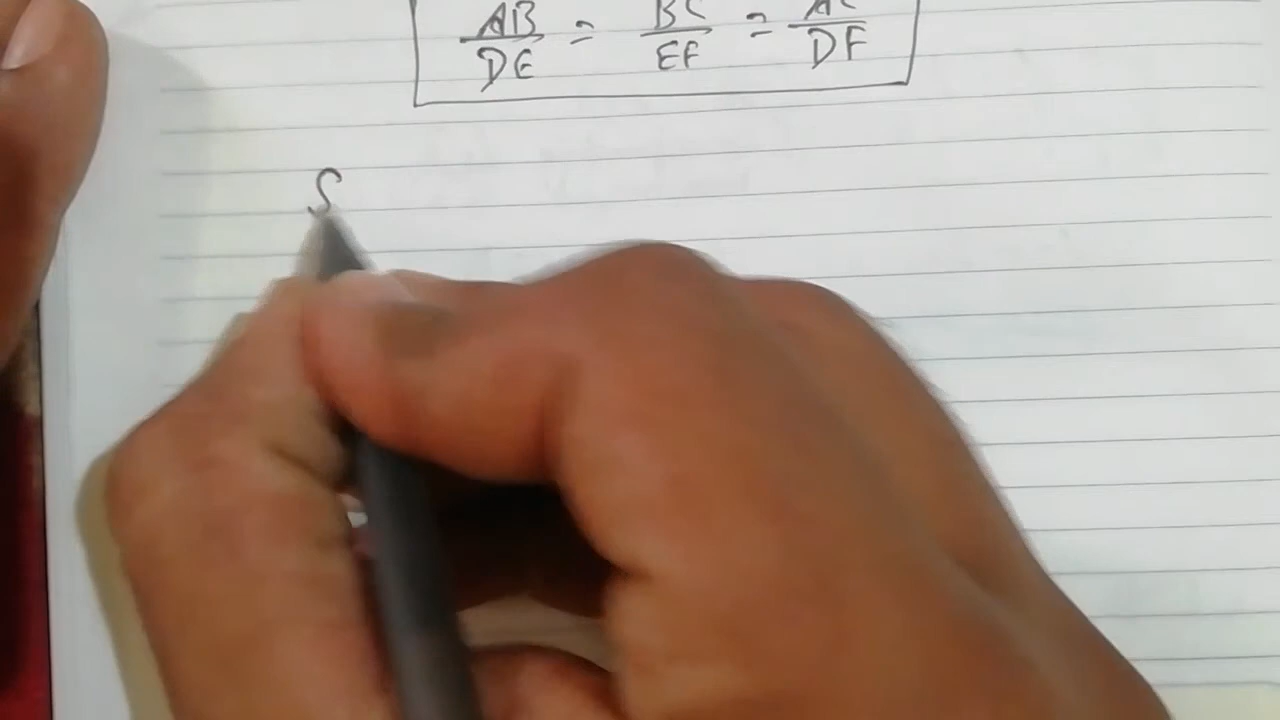 AB/DE = BC/EF = AC/DF
S